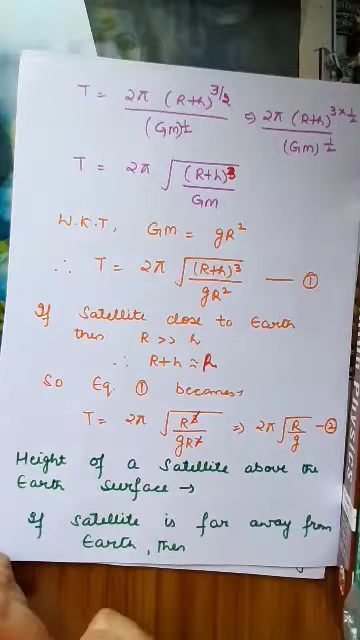 T = 2π (R+h)^3/2 / (GM)^1/2 ⇒ 2π (R+h)^3×1/2 / (GM)^1/2
T = 2π √((R+h)^3 / GM)
W.K.T, GM = gR²
∴ T = 2π √((R+h)^3 / gR²) — ①
If Satellite close to Earth
then R >> h
∴ R+h ≈ R
So Eq. ① becomes
T = 2π √(R³ / gR²) ⇒ 2π √(R/g) — ②
Height of a Satellite above the
Earth Surface →
If Satellite is far away from
Earth, then